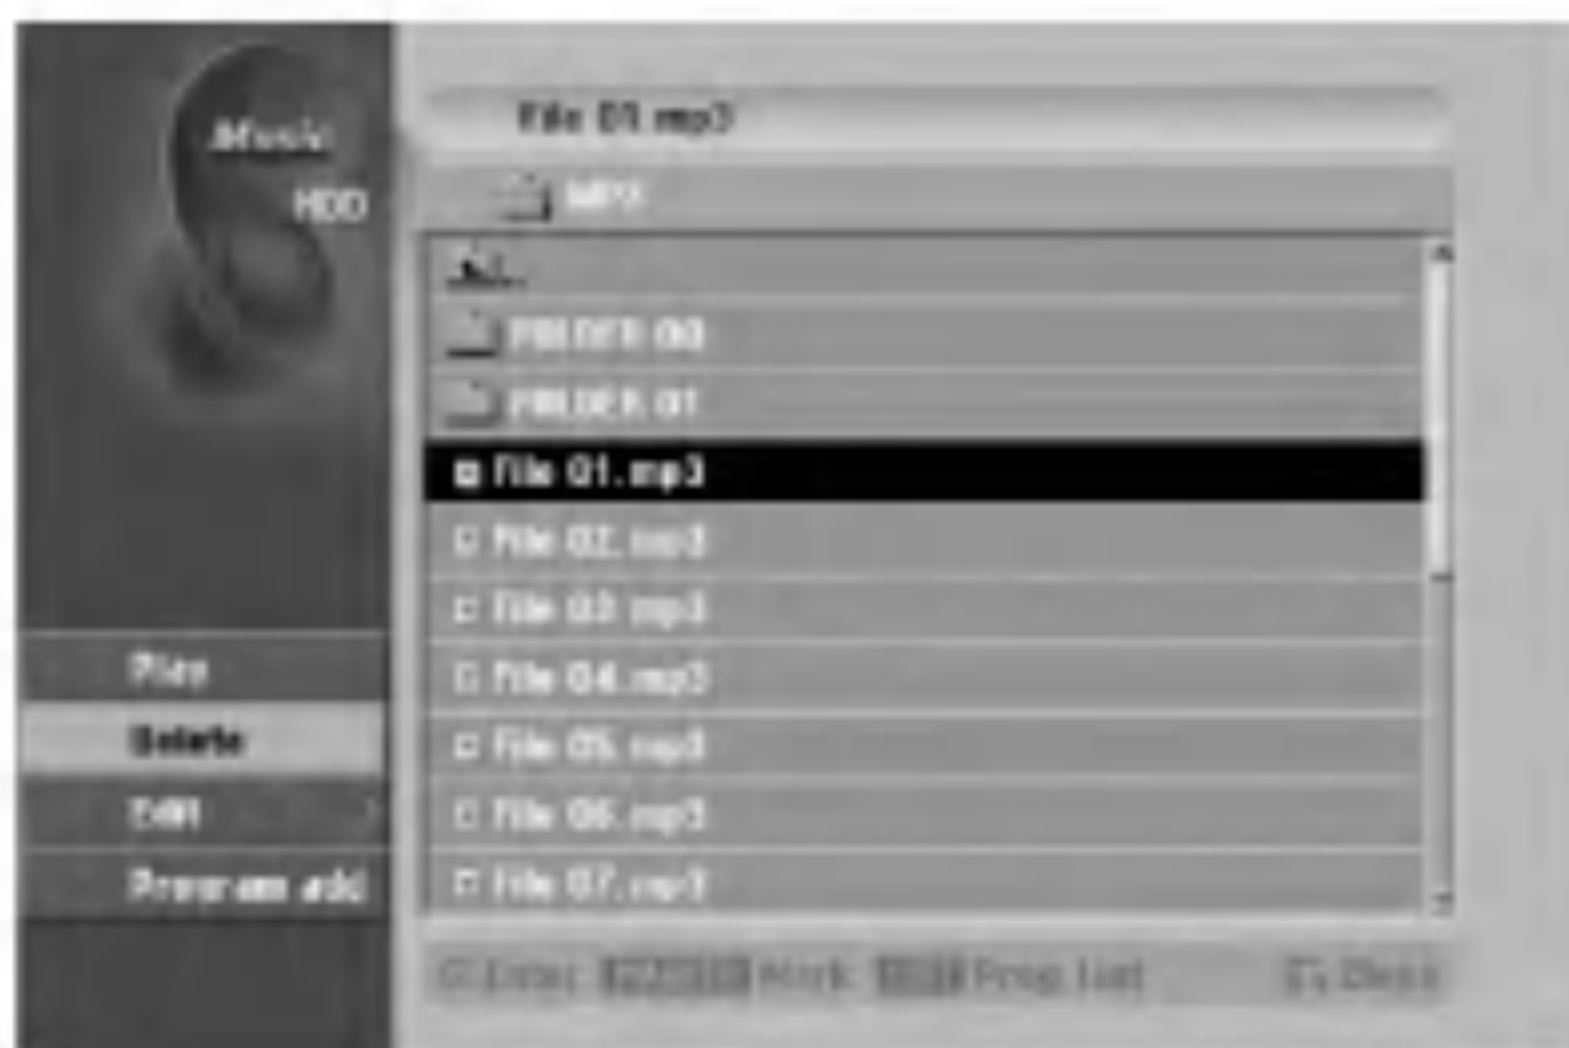 Music
HDD
File 01.mp3
MP3
..
FOLDER 00
FOLDER 01
File 01.mp3
File 02.mp3
File 03.mp3
File 04.mp3
File 05.mp3
File 06.mp3
File 07.mp3
Play
Delete
Edit
Program add
Enter Mark Prog. list Close